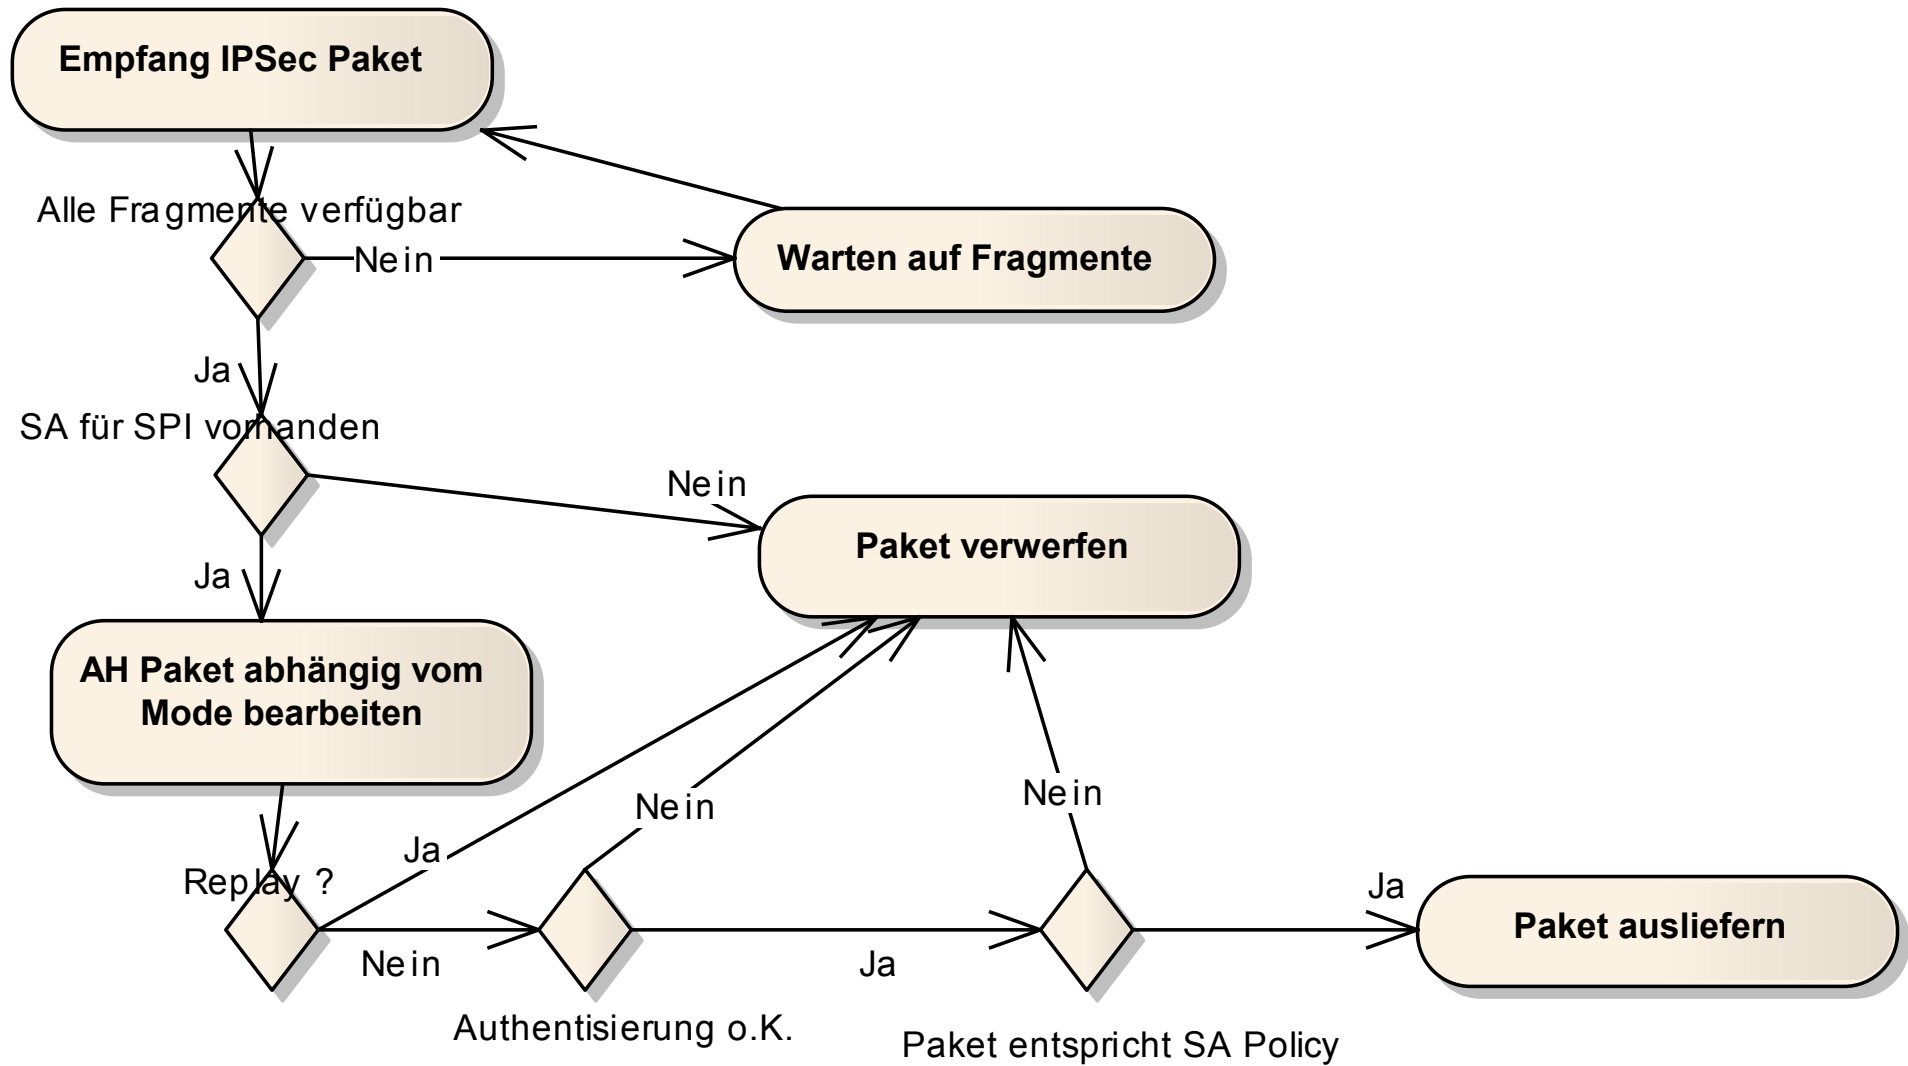 Empfang IPSec Paket
Alle Fragmente verfügbar
Nein
Warten auf Fragmente
Ja
SA für SPI vorhanden
Nein
Paket verwerfen
Ja
AH Paket abhängig vom
Mode bearbeiten
Nein
Nein
Ja
Replay ?
Ja
Paket ausliefern
Nein
Ja
Authentisierung o.K.
Paket entspricht SA Policy